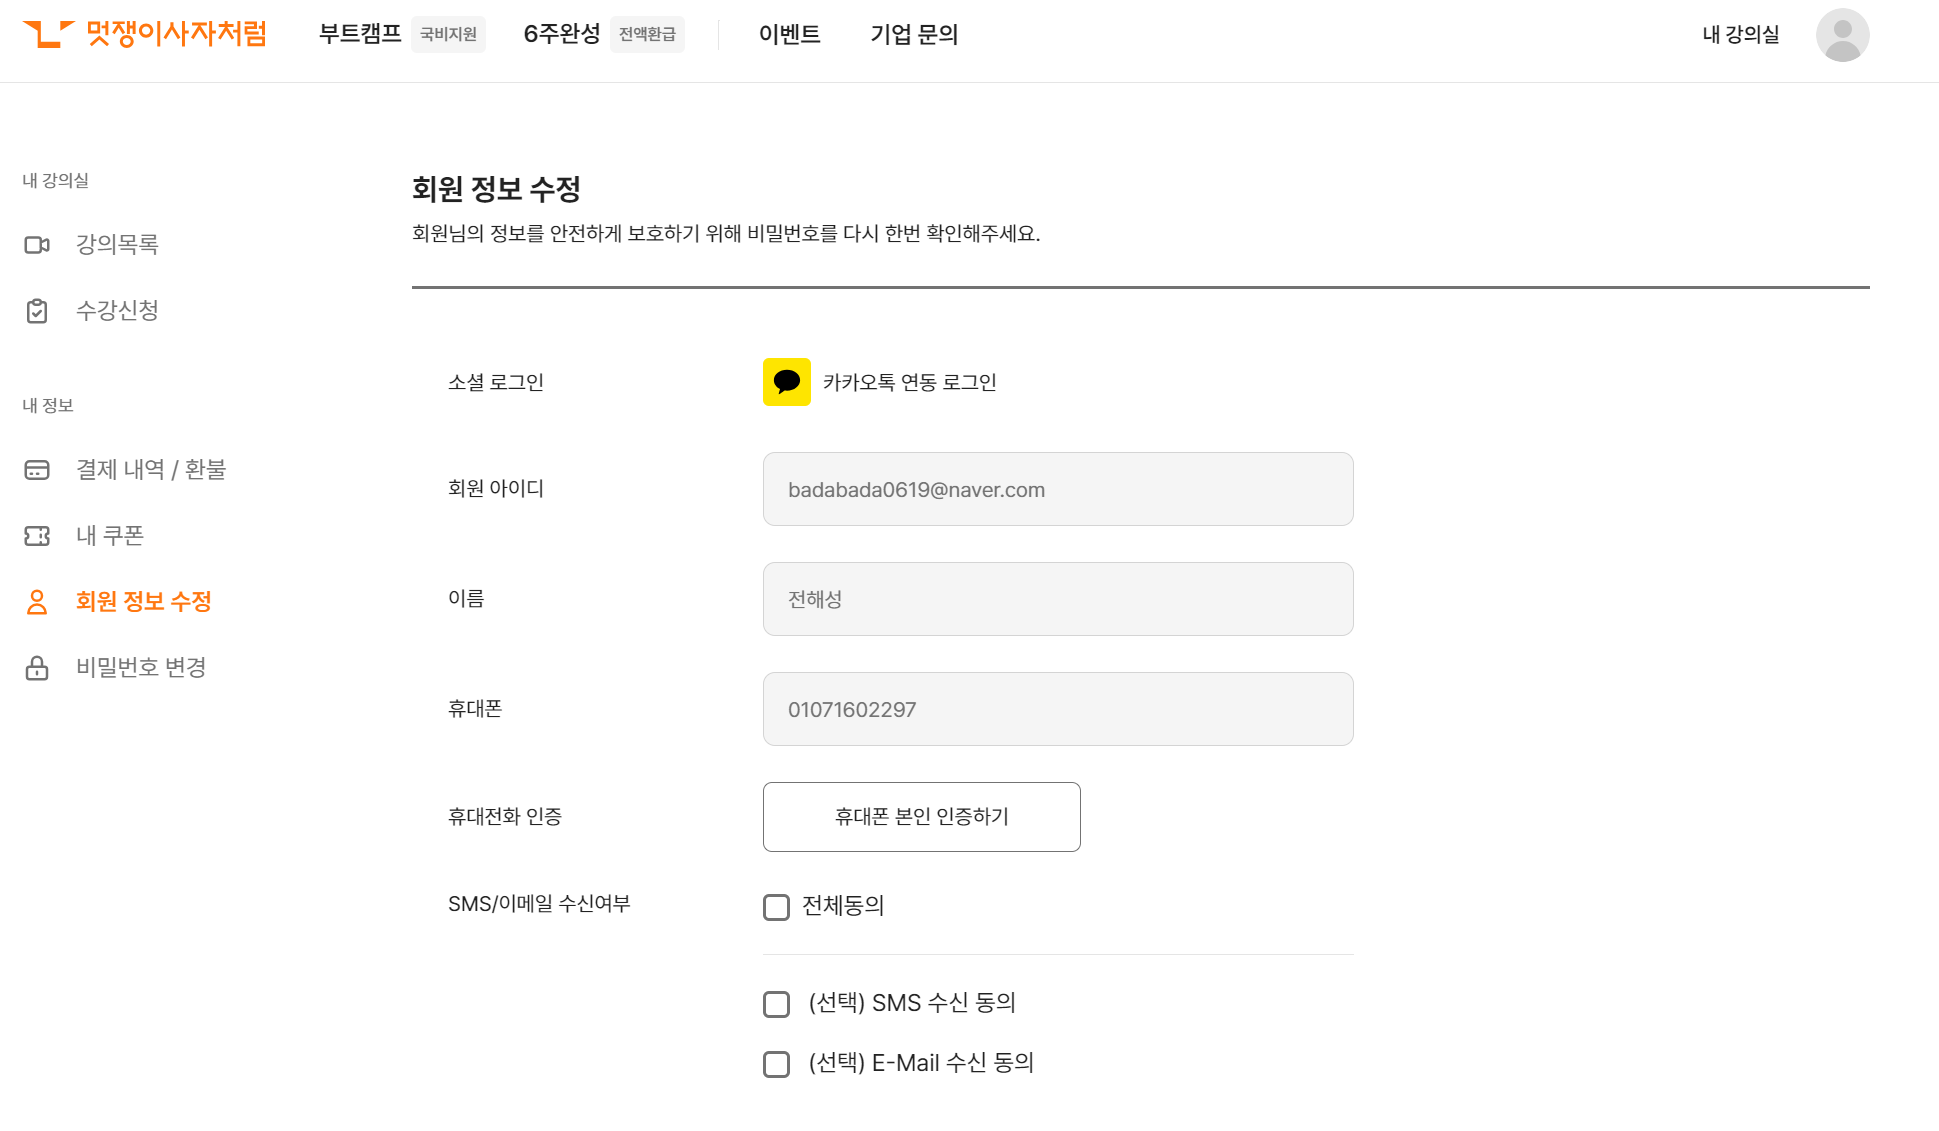 멋쟁이사자처럼
부트캠프 국비지원 6주완성 전액환급 이벤트 기업 문의 내 강의실
내 강의실
강의목록
수강신청
내 정보
결제 내역 / 환불
내 쿠폰
회원 정보 수정
비밀번호 변경
회원 정보 수정
회원님의 정보를 안전하게 보호하기 위해 비밀번호를 다시 한번 확인해주세요.
소셜 로그인 카카오톡 연동 로그인
회원 아이디 badabada0619@naver.com
이름 전해성
휴대폰 01071602297
휴대전화 인증 휴대폰 본인 인증하기
SMS/이메일 수신여부 전체동의
(선택) SMS 수신 동의
(선택) E-Mail 수신 동의